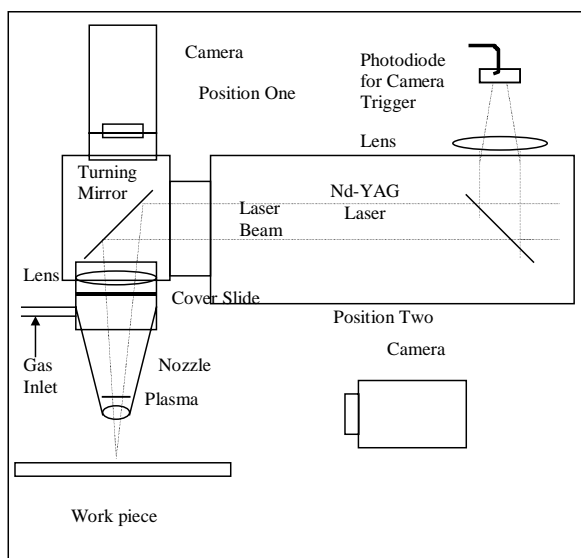 Camera
Position One
Photodiode
for Camera
Trigger
Lens
Turning
Mirror
Nd-YAG
Laser
Laser
Beam
Lens
Cover Slide
Position Two
Camera
Gas
Inlet
Nozzle
Plasma
Work piece